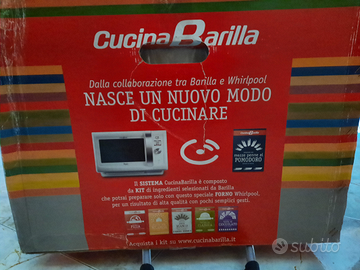 CucinaBarilla
Dalla collaborazione tra Barilla e Whirlpool
NASCE UN NUOVO MODO
DI CUCINARE
POMODORO
Il SISTEMA CucinaBarilla è composto
da KIT di ingredienti selezionati da Barilla
che potrai preparare solo con questo speciale FORNO Whirlpool,
per un risultato di alta qualità con pochi semplici gesti.
Acquista i kit su www.cucinabarilla.it
subito